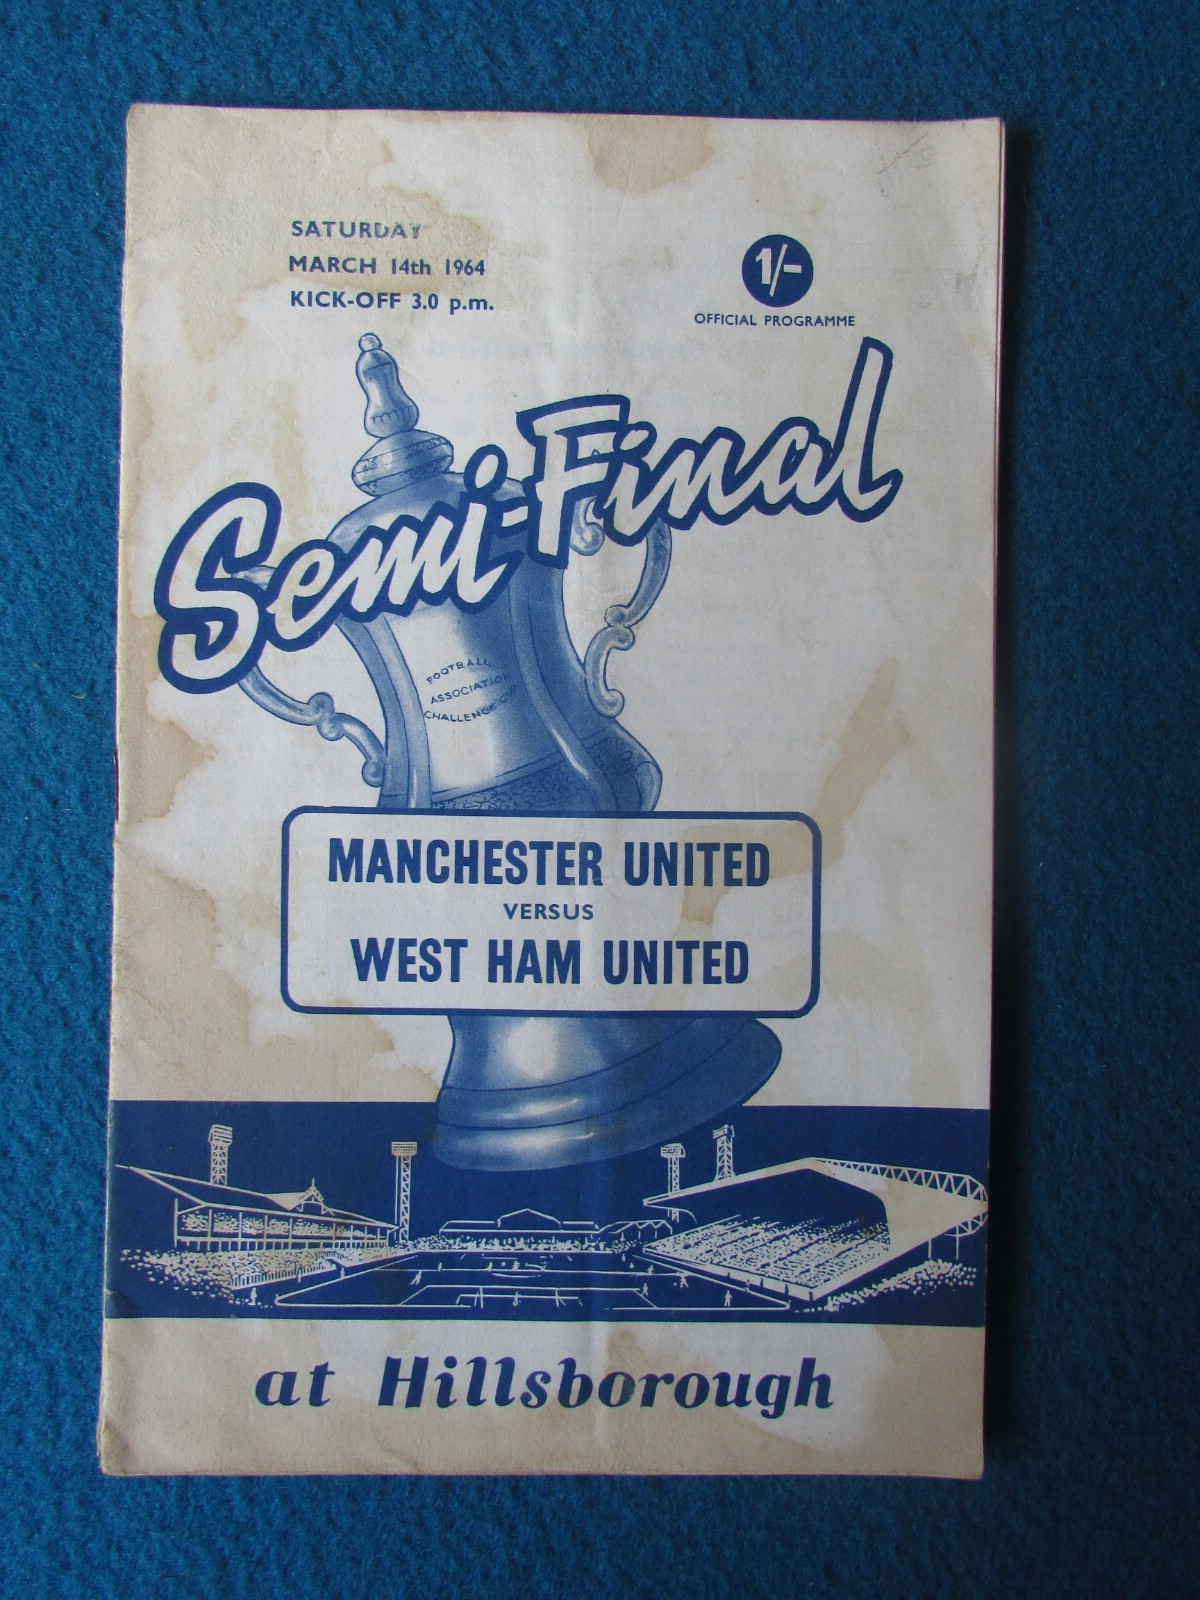 SATURDAY
MARCH 14th 1964
KICK-OFF 3.0 p.m.
1/-
OFFICIAL PROGRAMME
Semi-Final
FOOTBALL
ASSOCIATION
CHALLENGE CUP
MANCHESTER UNITED
VERSUS
WEST HAM UNITED
at Hillsborough